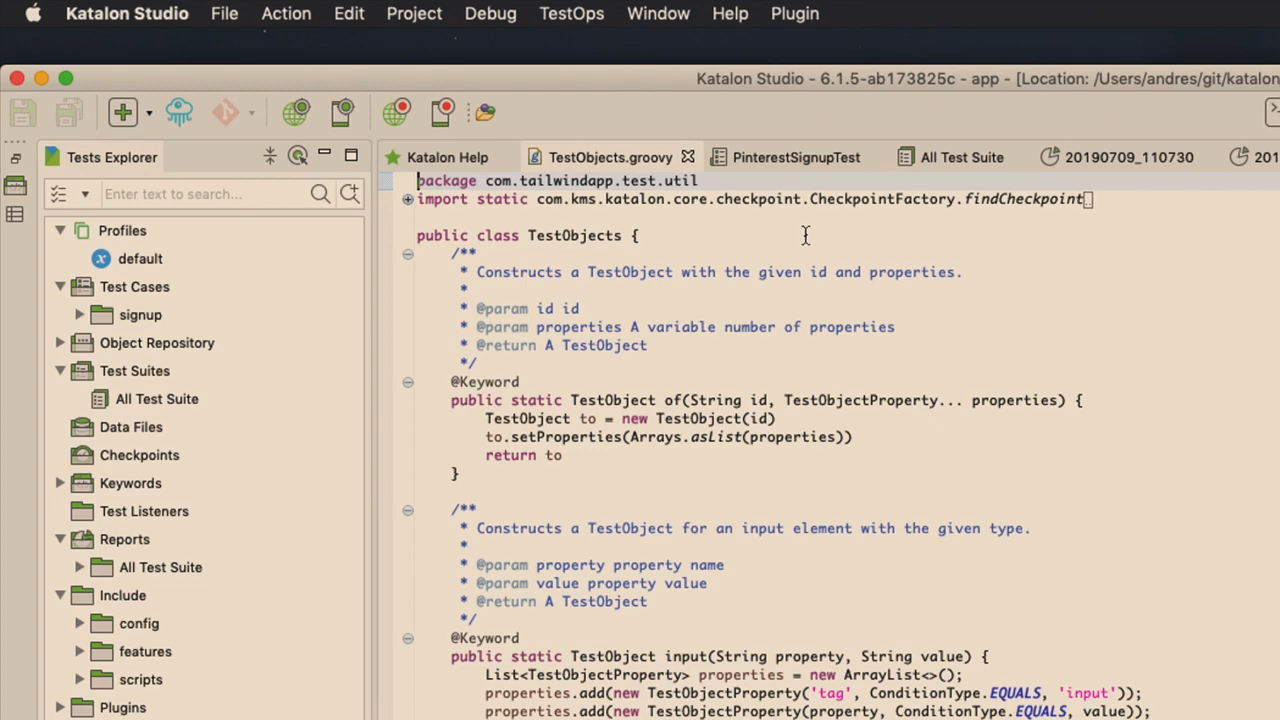 Katalon Studio File Action Edit Project Debug TestOps Window Help Plugin
Katalon Studio - 6.1.5-ab173825c - app - [Location: /Users/andres/git/katalon
Tests Explorer
Enter text to search...
Profiles
default
Test Cases
signup
Object Repository
Test Suites
All Test Suite
Data Files
Checkpoints
Keywords
Test Listeners
Reports
All Test Suite
Include
config
features
scripts
Plugins
Katalon Help TestObjects.groovy PinterestSignupTest All Test Suite 20190709_110730 201
package com.tailwindapp.test.util
import static com.kms.katalon.core.checkpoint.CheckpointFactory.findCheckpoint
public class TestObjects {
/**
* Constructs a TestObject with the given id and properties.
*
* @param id id
* @param properties A variable number of properties
* @return A TestObject
*/
@Keyword
public static TestObject of(String id, TestObjectProperty... properties) {
TestObject to = new TestObject(id)
to.setProperties(Arrays.asList(properties))
return to
}
/**
* Constructs a TestObject for an input element with the given type.
*
* @param property property name
* @param value property value
* @return A TestObject
*/
@Keyword
public static TestObject input(String property, String value) {
List<TestObjectProperty> properties = new ArrayList<>();
properties.add(new TestObjectProperty('tag', ConditionType.EQUALS, 'input'));
properties.add(new TestObjectProperty(property, ConditionType.EQUALS, value));